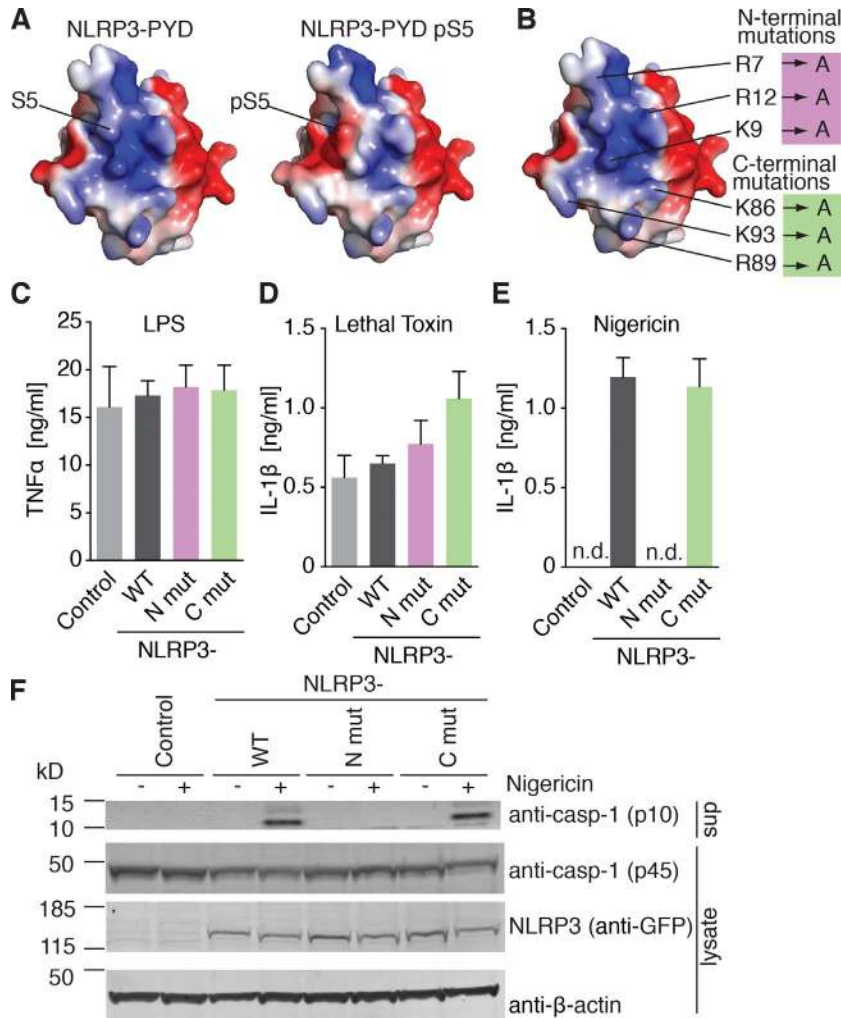 A
NLRP3-PYD
NLRP3-PYD pS5
S5
pS5
B
N-terminal
mutations
R7 → A
R12 → A
K9 → A
C-terminal
mutations
K86 → A
K93 → A
R89 → A
C
LPS
TNFα [ng/ml]
25
20
15
10
5
0
Control
WT
N mut
C mut
NLRP3-
D
Lethal Toxin
IL-1β [ng/ml]
1.5
1.0
0.5
0
Control
WT
N mut
C mut
NLRP3-
E
Nigericin
IL-1β [ng/ml]
1.5
1.0
0.5
0
n.d.
n.d.
Control
WT
N mut
C mut
NLRP3-
F
NLRP3-
Control
WT
N mut
C mut
kD
- + - + - + - + Nigericin
15
10
anti-casp-1 (p10)
sup
50
anti-casp-1 (p45)
185
115
NLRP3 (anti-GFP)
50
anti-β-actin
lysate